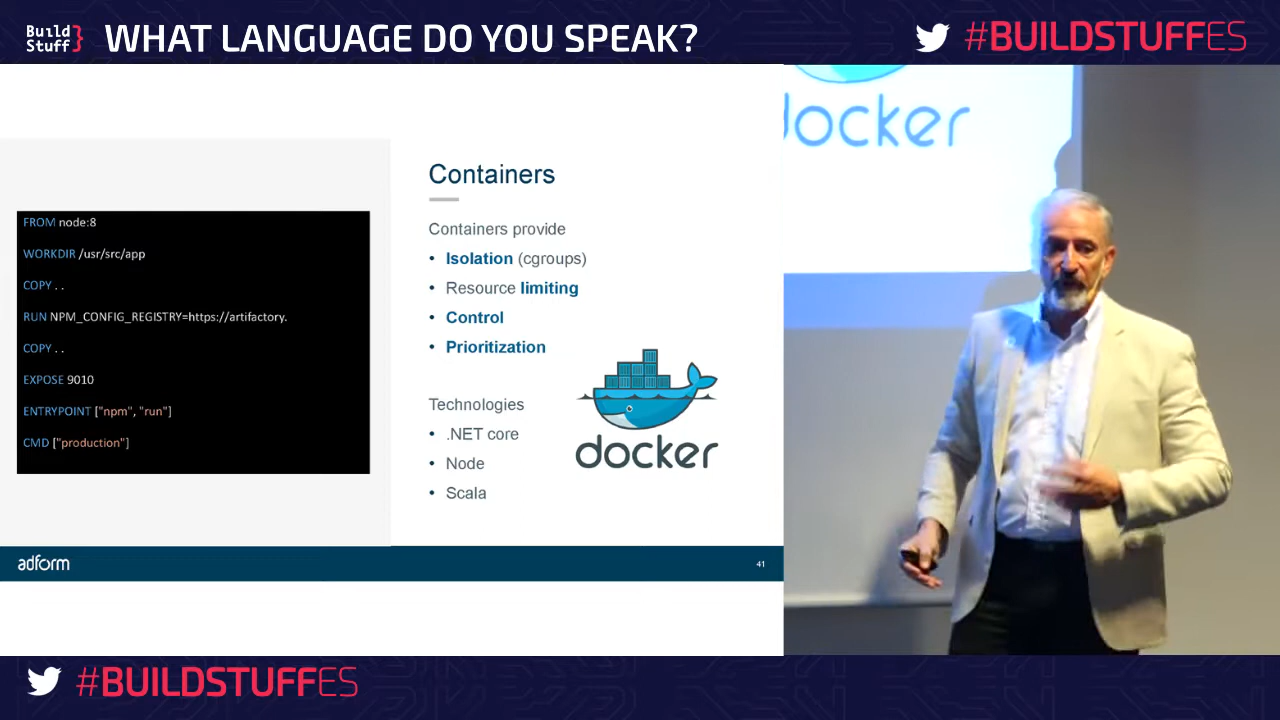 Build
Stuff}
WHAT LANGUAGE DO YOU SPEAK?
#BUILDSTUFFES
FROM node:8
WORKDIR /usr/src/app
COPY . .
RUN NPM_CONFIG_REGISTRY=https://artifactory.
COPY . .
EXPOSE 9010
ENTRYPOINT ["npm", "run"]
CMD ["production"]
Containers
Containers provide
• Isolation (cgroups)
• Resource limiting
• Control
• Prioritization
Technologies
• .NET core
• Node
• Scala
docker
adform
41
docker
#BUILDSTUFFES